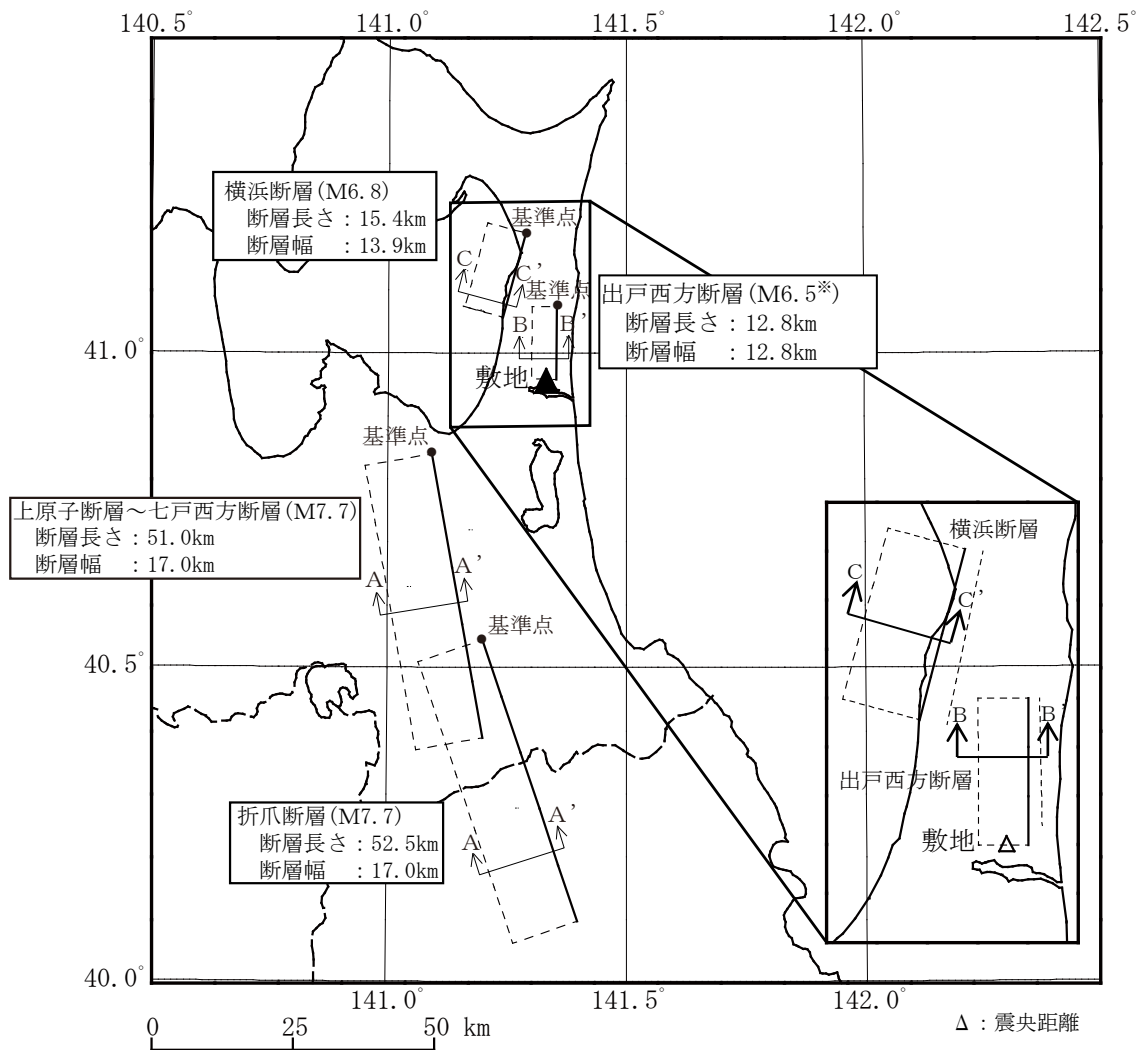 140.5°
141.0°
141.5°
142.0°
142.5°
横浜断層(M6.8)
断層長さ：15.4km
断層幅　：13.9km
基準点
C
C'
基準点
出戸西方断層(M6.5※)
断層長さ：12.8km
断層幅　：12.8km
B
B'
41.0°
敷地
基準点
上原子断層～七戸西方断層(M7.7)
断層長さ：51.0km
断層幅　：17.0km
A
A'
基準点
40.5°
横浜断層
C
C'
B
B'
出戸西方断層
敷地
折爪断層(M7.7)
断層長さ：52.5km
断層幅　：17.0km
A
A'
40.0°
141.0°
141.5°
142.0°
0 25 50 km
Δ：震央距離